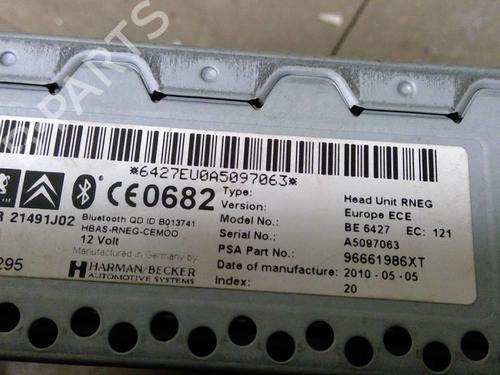 PARTS
*6427EU0A5097063*
CE0682
R 21491J02
Bluetooth QD ID B013741
HBAS-RNEG-CEMOO
12 Volt
Manufactured in Germany by
HARMAN/BECKER
AUTOMOTIVE SYSTEMS
295
Type: Head Unit RNEG
Version: Europe ECE
Model No.: BE 6427 EC: 121
Serial No.: A5097063
PSA Part No.: 96661986XT
Date of manufacture: 2010-05-05
Index: 20